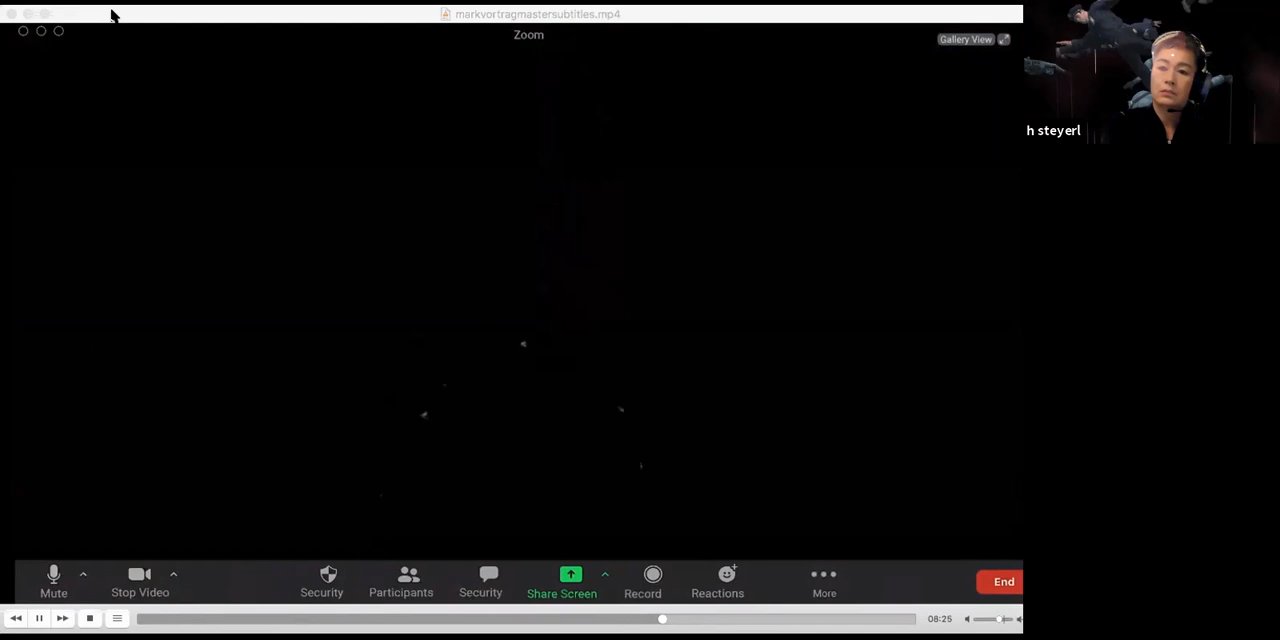 markvortragmastersubtitles.mp4
Zoom
Gallery View
h steyerl
Mute
Stop Video
Security
Participants
Security
Share Screen
Record
Reactions
More
End
08:25